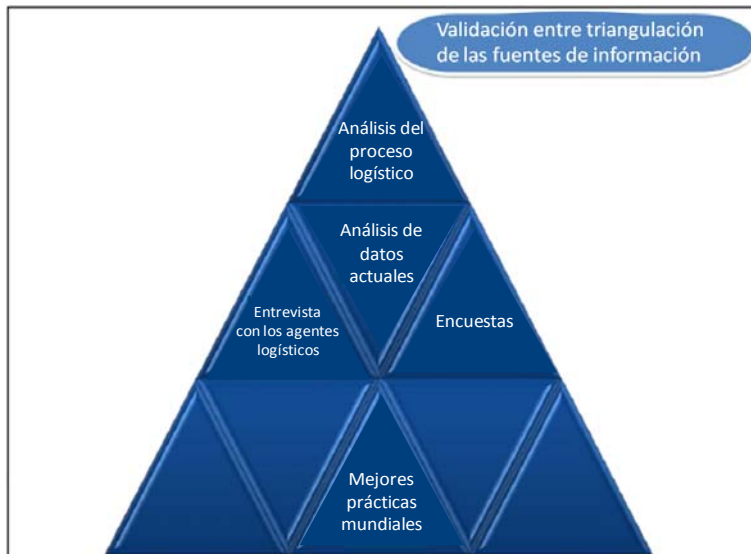 Validación entre triangulación
de las fuentes de información
Análisis del
proceso
logístico
Análisis de
datos
actuales
Entrevista
con los agentes
logísticos
Encuestas
Mejores
prácticas
mundiales